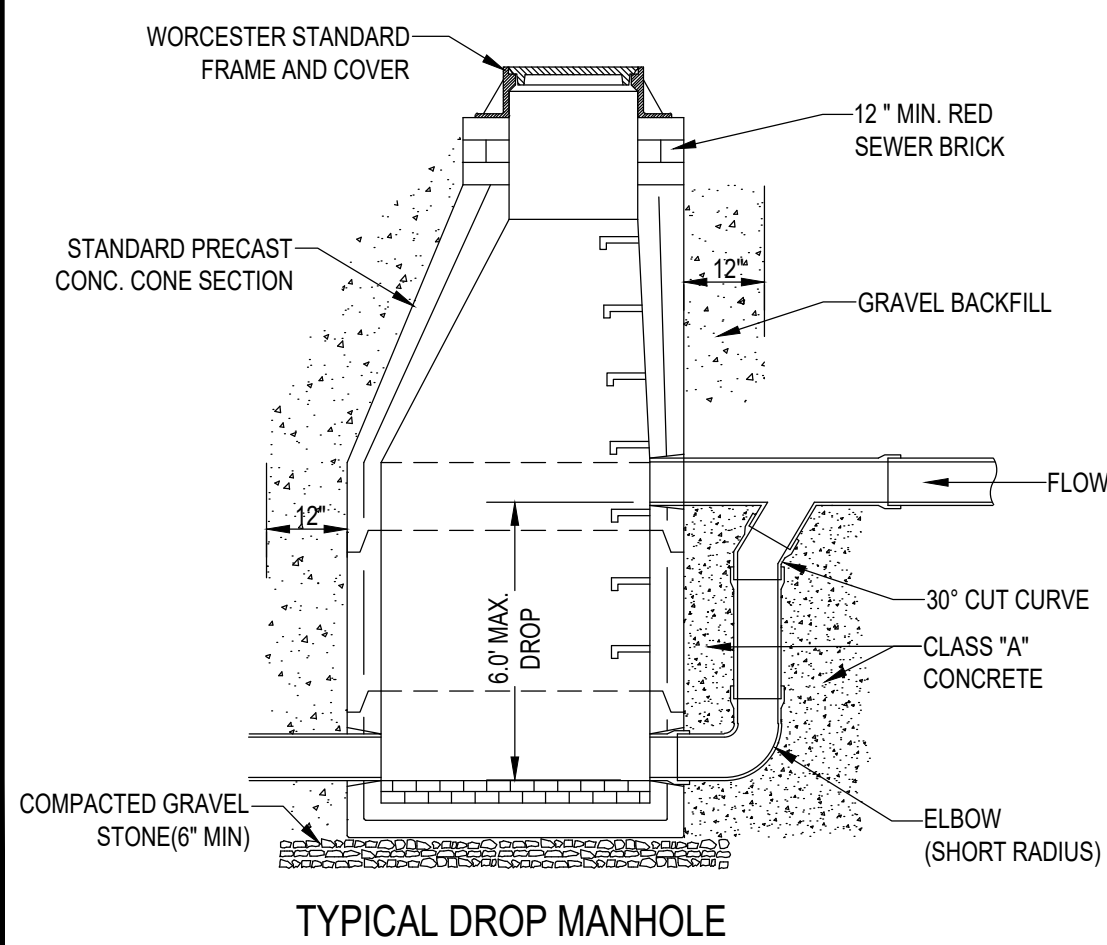 WORCESTER STANDARD
FRAME AND COVER
12 " MIN. RED
SEWER BRICK
STANDARD PRECAST
CONC. CONE SECTION
12"
GRAVEL BACKFILL
FLOW
12"
6.0' MAX.
DROP
30° CUT CURVE
CLASS "A"
CONCRETE
COMPACTED GRAVEL
STONE(6" MIN)
ELBOW
(SHORT RADIUS)
TYPICAL DROP MANHOLE